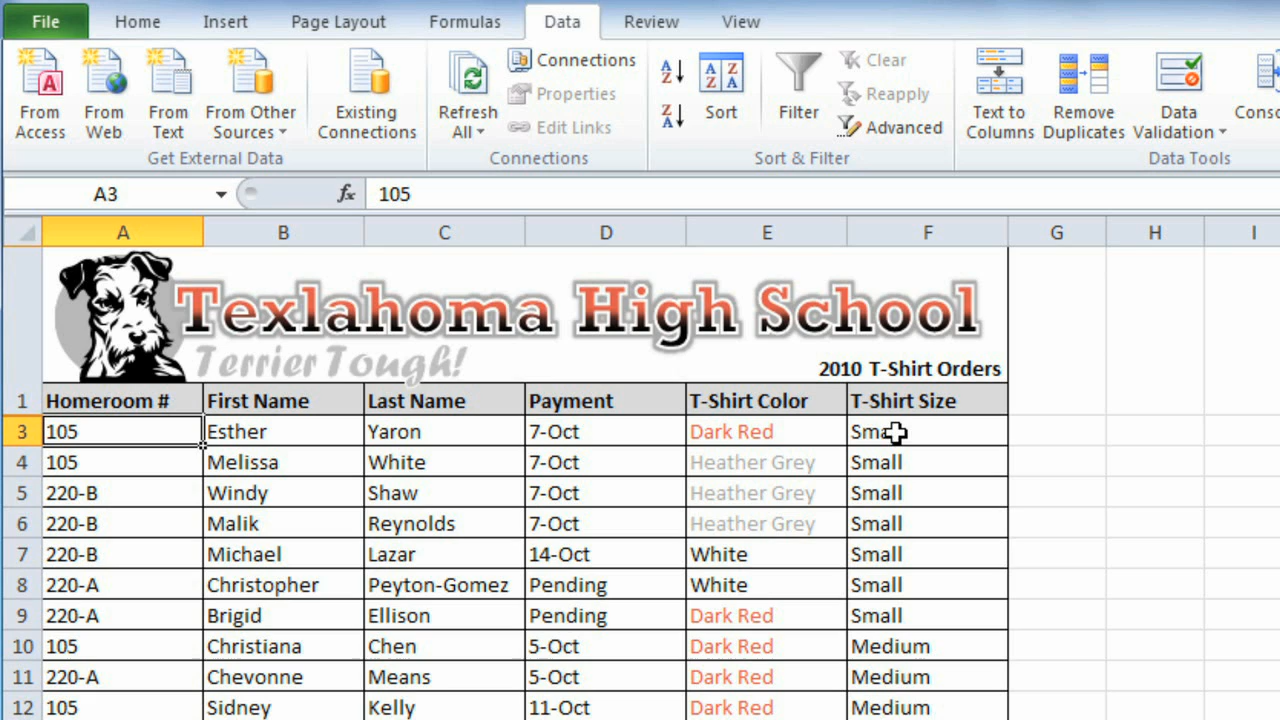 File Home Insert Page Layout Formulas Data Review View
From Access
From Web
From Text
From Other Sources
Existing Connections
Refresh All
Connections
Properties
Edit Links
A Z
Z A
A Z Z A
Sort
Filter
Clear
Reapply
Advanced
Text to Columns
Remove Duplicates
Data Validation
Get External Data Connections Sort & Filter Data Tools
A3 fx 105
A B C D E F G H I
Texlahoma High School
Terrier Tough!
2010 T-Shirt Orders
1 Homeroom # First Name Last Name Payment T-Shirt Color T-Shirt Size
3 105 Esther Yaron 7-Oct Dark Red Sma
4 105 Melissa White 7-Oct Heather Grey Small
5 220-B Windy Shaw 7-Oct Heather Grey Small
6 220-B Malik Reynolds 7-Oct Heather Grey Small
7 220-B Michael Lazar 14-Oct White Small
8 220-A Christopher Peyton-Gomez Pending White Small
9 220-A Brigid Ellison Pending Dark Red Small
10 105 Christiana Chen 5-Oct Dark Red Medium
11 220-A Chevonne Means 5-Oct Dark Red Medium
12 105 Sidney Kelly 11-Oct Dark Red Medium